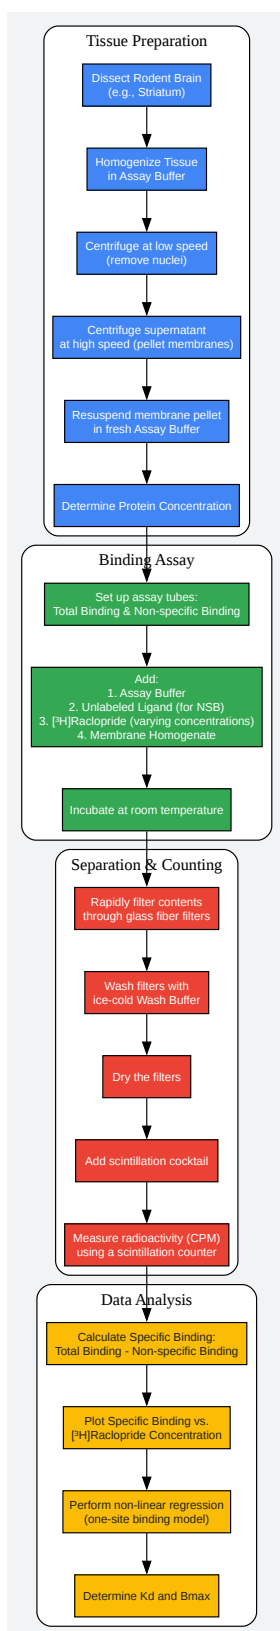 Tissue Preparation
Dissect Rodent Brain
(e.g., Striatum)
Homogenize Tissue
in Assay Buffer
Centrifuge at low speed
(remove nuclei)
Centrifuge supernatant
at high speed (pellet membranes)
Resuspend membrane pellet
in fresh Assay Buffer
Determine Protein Concentration
Binding Assay
Set up assay tubes:
Total Binding & Non-specific Binding
Add:
1. Assay Buffer
2. Unlabeled Ligand (for NSB)
3. [³H]Raclopride (varying concentrations)
4. Membrane Homogenate
Incubate at room temperature
Separation & Counting
Rapidly filter contents
through glass fiber filters
Wash filters with
ice-cold Wash Buffer
Dry the filters
Add scintillation cocktail
Measure radioactivity (CPM)
using a scintillation counter
Data Analysis
Calculate Specific Binding:
Total Binding - Non-specific Binding
Plot Specific Binding vs.
[³H]Raclopride Concentration
Perform non-linear regression
(one-site binding model)
Determine Kd and Bmax